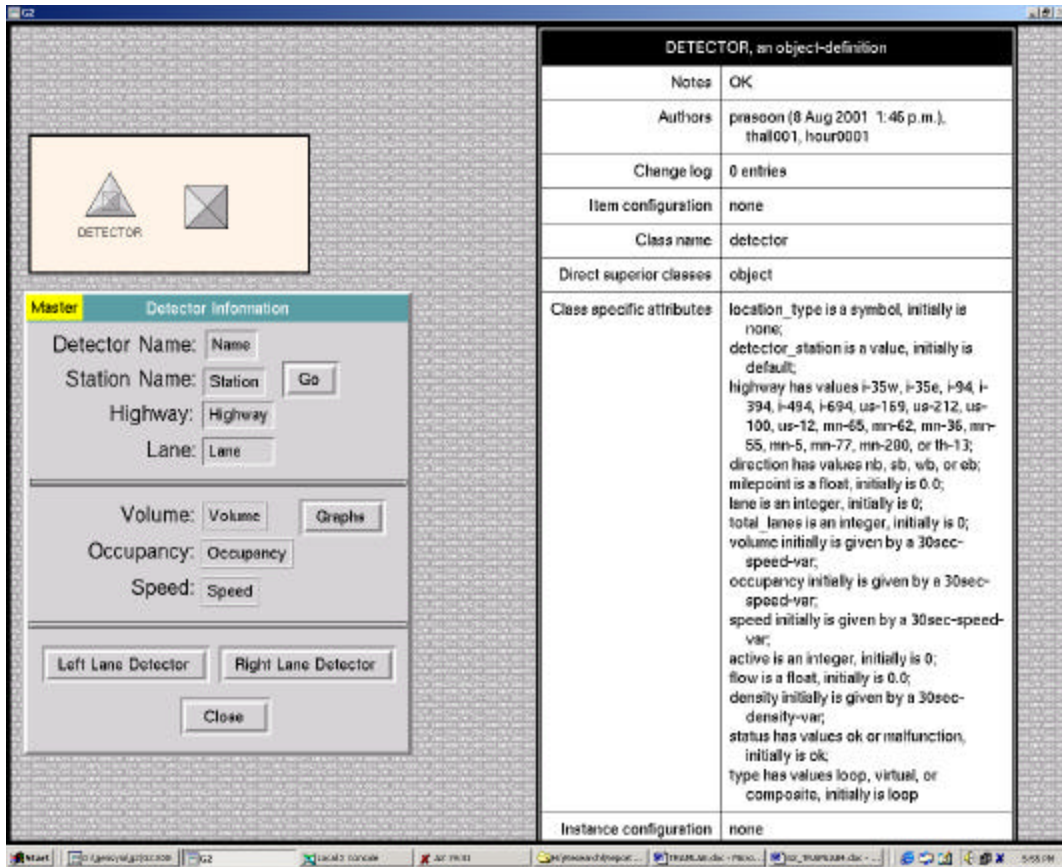 G2
DETECTOR
Master Detector Information
Detector Name: Name
Station Name: Station Go
Highway: Highway
Lane: Lane
Volume: Volume Graphs
Occupancy: Occupancy
Speed: Speed
Left Lane Detector Right Lane Detector
Close
DETECTOR, an object-definition
Notes OK
Authors prasoon (8 Aug 2001 1:46 p.m.),
thall001, hour0001
Change log 0 entries
Item configuration none
Class name detector
Direct superior classes object
Class specific attributes location_type is a symbol, initially is
none;
detector_station is a value, initially is
default;
highway has values i-35w, i-35e, i-94, i-
394, i-494, i-694, us-169, us-212, us-
100, us-12, mn-65, mn-62, mn-36, mn-
55, mn-5, mn-77, mn-280, or th-13;
direction has values nb, sb, wb, or eb;
milepoint is a float, initially is 0.0;
lane is an integer, initially is 0;
total_lanes is an integer, initially is 0;
volume initially is given by a 30sec-
speed-var;
occupancy initially is given by a 30sec-
speed-var;
speed initially is given by a 30sec-speed-
var;
active is an integer, initially is 0;
flow is a float, initially is 0.0;
density initially is given by a 30sec-
density-var;
status has values ok or malfunction,
initially is ok;
type has values loop, virtual, or
composite, initially is loop
Instance configuration none
Start G2